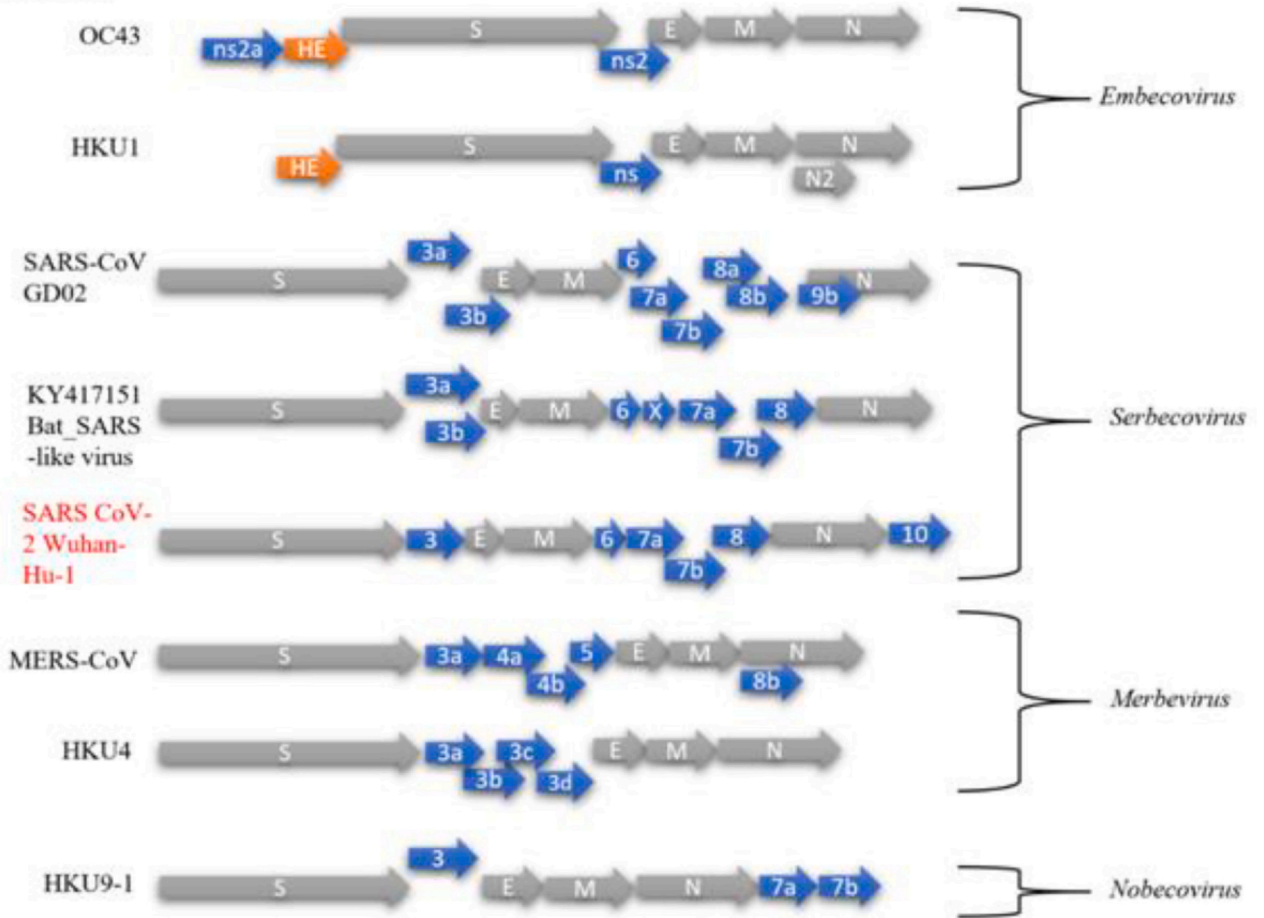 OC43
ns2a
HE
S
ns2
E
M
N
Embecovirus
HKU1
HE
S
ns
E
M
N
N2
SARS-CoV
GD02
S
3a
3b
E
M
6
7a
7b
8a
8b
9b
N
Serbecovirus
KY417151
Bat_SARS
-like virus
S
3a
3b
E
M
6
X
7a
7b
8
N
SARS CoV-
2 Wuhan-
Hu-1
S
3
E
M
6
7a
7b
8
N
10
MERS-CoV
S
3a
4a
4b
5
E
M
N
8b
Merbevirus
HKU4
S
3a
3b
3c
3d
E
M
N
HKU9-1
S
3
E
M
N
7a
7b
Nobecovirus